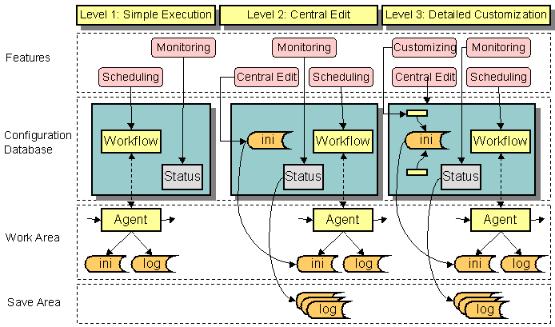 Level 1: Simple Execution
Level 2: Central Edit
Level 3: Detailed Customization
Features
Monitoring
Monitoring
Customizing
Monitoring
Scheduling
Central Edit
Scheduling
Central Edit
Scheduling
Configuration
Database
Workflow
ini
Workflow
ini
Workflow
Status
Status
Status
Work Area
Agent
Agent
Agent
ini
log
ini
log
ini
log
Save Area